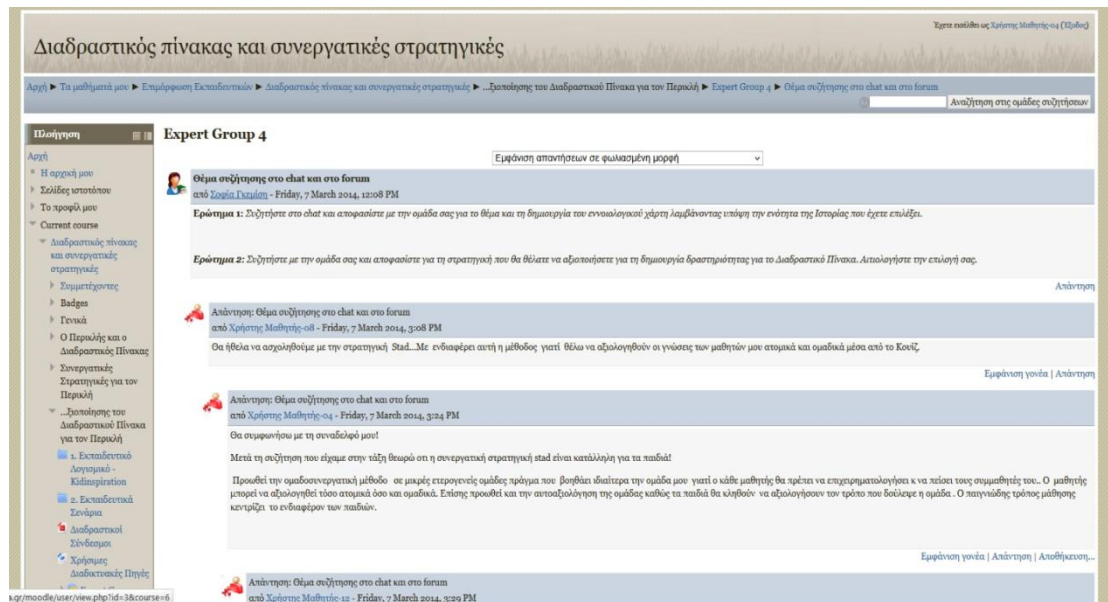 Έχετε εισέλθει ως Χρήστης Μαθητής-04 (Έξοδος)
Διαδραστικός πίνακας και συνεργατικές στρατηγικές
Αρχή ► Τα μαθήματά μου ► Επιμόρφωση Εκπαιδευτικών ► Διαδραστικός πίνακας και συνεργατικές στρατηγικές ► ...ξιοποίησης του Διαδραστικού Πίνακα για τον Περικλή ► Expert Group 4 ► Θέμα συζήτησης στο chat και στο forum
Αναζήτηση στις ομάδες συζητήσεων
Πλοήγηση
Αρχή
Η αρχική μου
Σελίδες ιστοτόπου
Το προφίλ μου
Current course
Διαδραστικός πίνακας
και συνεργατικές
στρατηγικές
Συμμετέχοντες
Badges
Γενικά
Ο Περικλής και ο
Διαδραστικός Πίνακας
Συνεργατικές
Στρατηγικές για τον
Περικλή
...ξιοποίησης του
Διαδραστικού Πίνακα
για τον Περικλή
1. Εκπαιδευτικό
Λογισμικό -
Kidinspiration
2. Εκπαιδευτικά
Σενάρια
Διαδραστικοί
Σύνδεσμοι
Χρήσιμες
Διαδικτυακές Πηγές
a.gr/moodle/user/view.php?id=3&course=6
Expert Group 4
Εμφάνιση απαντήσεων σε φωλιασμένη μορφή
Θέμα συζήτησης στο chat και στο forum
από Σοφία Γκεμίση - Friday, 7 March 2014, 12:08 PM
Ερώτημα 1: Συζητήστε στο chat και αποφασίστε με την ομάδα σας για το θέμα και τη δημιουργία του εννοιολογικού χάρτη λαμβάνοντας υπόψη την ενότητα της Ιστορίας που έχετε επιλέξει.
Ερώτημα 2: Συζητήστε με την ομάδα σας και αποφασίστε για τη στρατηγική που θα θέλατε να αξιοποιήσετε για τη δημιουργία δραστηριότητας για το Διαδραστικό Πίνακα. Αιτιολογήστε την επιλογή σας.
Απάντηση
Απάντηση: Θέμα συζήτησης στο chat και στο forum
από Χρήστης Μαθητής-08 - Friday, 7 March 2014, 3:08 PM
Θα ήθελα να ασχοληθούμε με την στρατηγική Stad...Με ενδιαφέρει αυτή η μέθοδος γιατί θέλω να αξιολογηθούν οι γνώσεις των μαθητών μου ατομικά και ομαδικά μέσα από το Κουίζ.
Εμφάνιση γονέα | Απάντηση
Απάντηση: Θέμα συζήτησης στο chat και στο forum
από Χρήστης Μαθητής-04 - Friday, 7 March 2014, 3:24 PM
Θα συμφωνήσω με τη συναδελφό μου!
Μετά τη συζήτηση που είχαμε στην τάξη θεωρώ οτι η συνεργατική στρατηγική stad είναι κατάλληλη για τα παιδιά!
Προωθεί την ομαδοσυνεργατική μέθοδο σε μικρές ετερογενείς ομάδες πράγμα που βοηθάει ιδιαίτερα την ομάδα μου γιατί ο κάθε μαθητής θα πρέπει να επιχειρηματολογήσει κ να πείσει τους συμμαθητές του.. Ο μαθητής
μπορεί να αξιολογηθεί τόσο ατομικά όσο και ομαδικά. Επίσης προωθεί και την αυτοαξιολόγηση της ομάδας καθώς τα παιδιά θα κληθούν να αξιολογήσουν τον τρόπο που δούλεψε η ομάδα . Ο παιγνιώδης τρόπος μάθησης
κεντρίζει το ενδιαφέρον των παιδιών.
Εμφάνιση γονέα | Απάντηση | Αποθήκευση...
Απάντηση: Θέμα συζήτησης στο chat και στο forum
από Χρήστης Μαθητής-12 - Friday, 7 March 2014, 3:29 PM